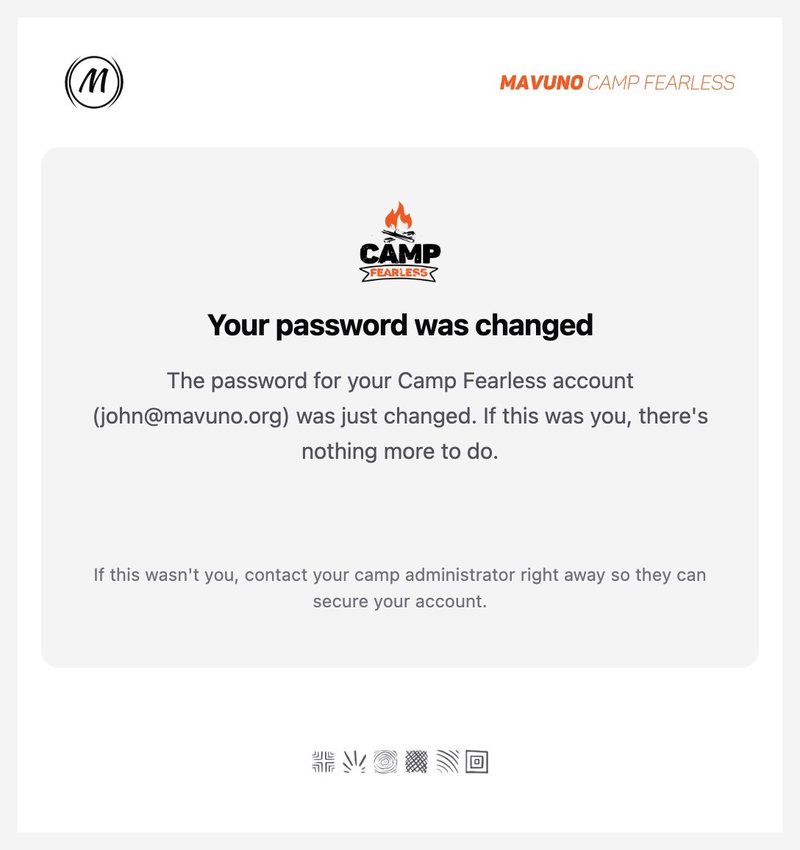 M
MAVUNO CAMP FEARLESS
CAMP
FEARLESS
Your password was changed
The password for your Camp Fearless account
(john@mavuno.org) was just changed. If this was you, there's
nothing more to do.
If this wasn't you, contact your camp administrator right away so they can
secure your account.